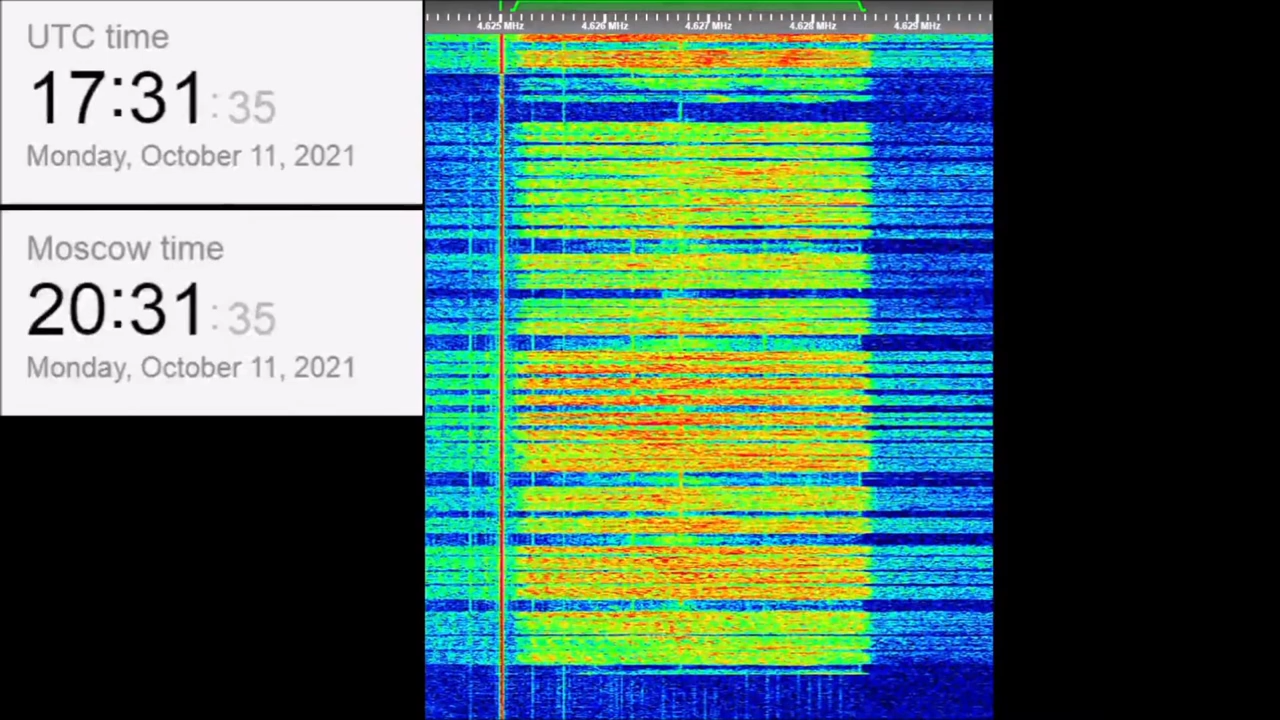 UTC time
17:31:35
Monday, October 11, 2021
Moscow time
20:31:35
Monday, October 11, 2021
4.625 MHz 4.626 MHz 4.627 MHz 4.628 MHz 4.629 MHz